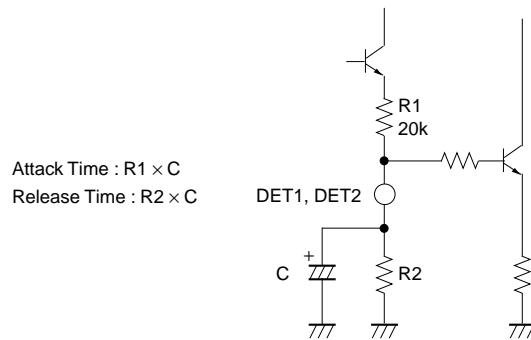 R1
20k
Attack Time : R1 × C
Release Time : R2 × C
DET1, DET2
+
C
R2